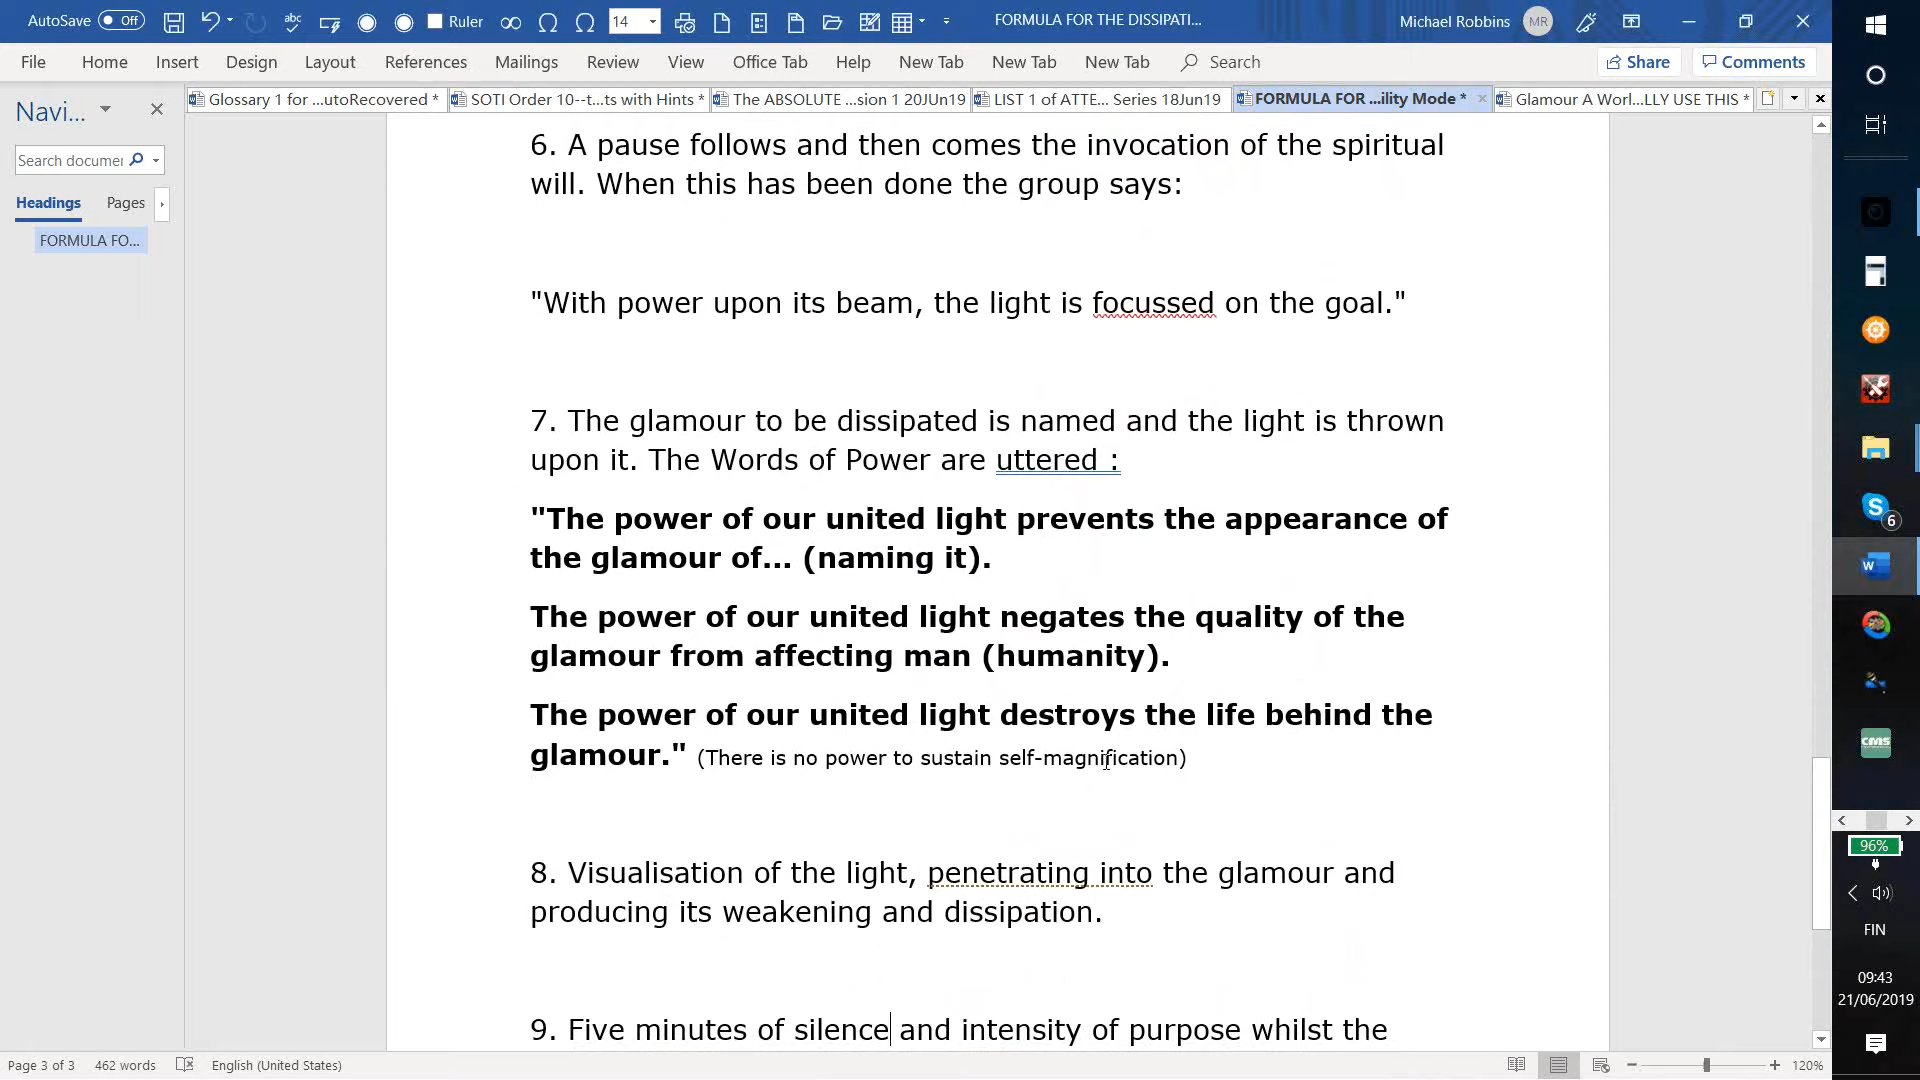 AutoSave Off
Ruler
14
FORMULA FOR THE DISSIPATI...
Michael Robbins
MR
File Home Insert Design Layout References Mailings Review View Office Tab Help New Tab New Tab New Tab Search
Share
Comments
Navi...
Glossary 1 for ...utoRecovered *
SOTI Order 10--t...ts with Hints *
The ABSOLUTE ...sion 1 20JUn19
LIST 1 of ATTE... Series 18Jun19
FORMULA FOR ...ility Mode *
Glamour A Worl...LLY USE THIS *
Search documen
Headings Pages
FORMULA FO...
6. A pause follows and then comes the invocation of the spiritual
will. When this has been done the group says:
"With power upon its beam, the light is focussed on the goal."
7. The glamour to be dissipated is named and the light is thrown
upon it. The Words of Power are uttered :
"The power of our united light prevents the appearance of
the glamour of... (naming it).
The power of our united light negates the quality of the
glamour from affecting man (humanity).
The power of our united light destroys the life behind the
glamour." (There is no power to sustain self-magnification)
8. Visualisation of the light, penetrating into the glamour and
producing its weakening and dissipation.
9. Five minutes of silence and intensity of purpose whilst the
Page 3 of 3
462 words
English (United States)
120%
6
W
CMS
96%
FIN
09:43
21/06/2019